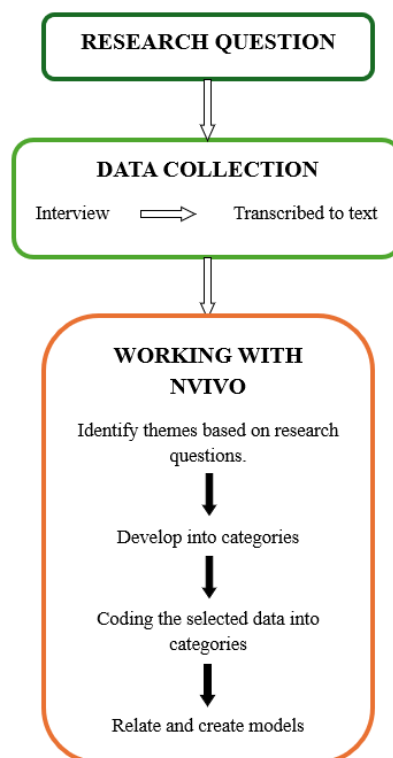 RESEARCH QUESTION
DATA COLLECTION
Interview Transcribed to text
WORKING WITH
NVIVO
Identify themes based on research
questions.
Develop into categories
Coding the selected data into
categories
Relate and create models